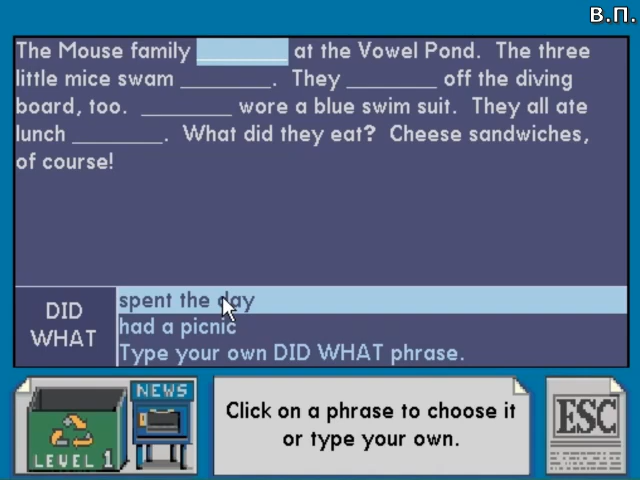 В.П.
The Mouse family ________ at the Vowel Pond. The three
little mice swam ________. They ________ off the diving
board, too. ________ wore a blue swim suit. They all ate
lunch ________. What did they eat? Cheese sandwiches,
of course!
DID
WHAT
spent the day
had a picnic
Type your own DID WHAT phrase.
NEWS
LEVEL 1
Click on a phrase to choose it
or type your own.
ESC